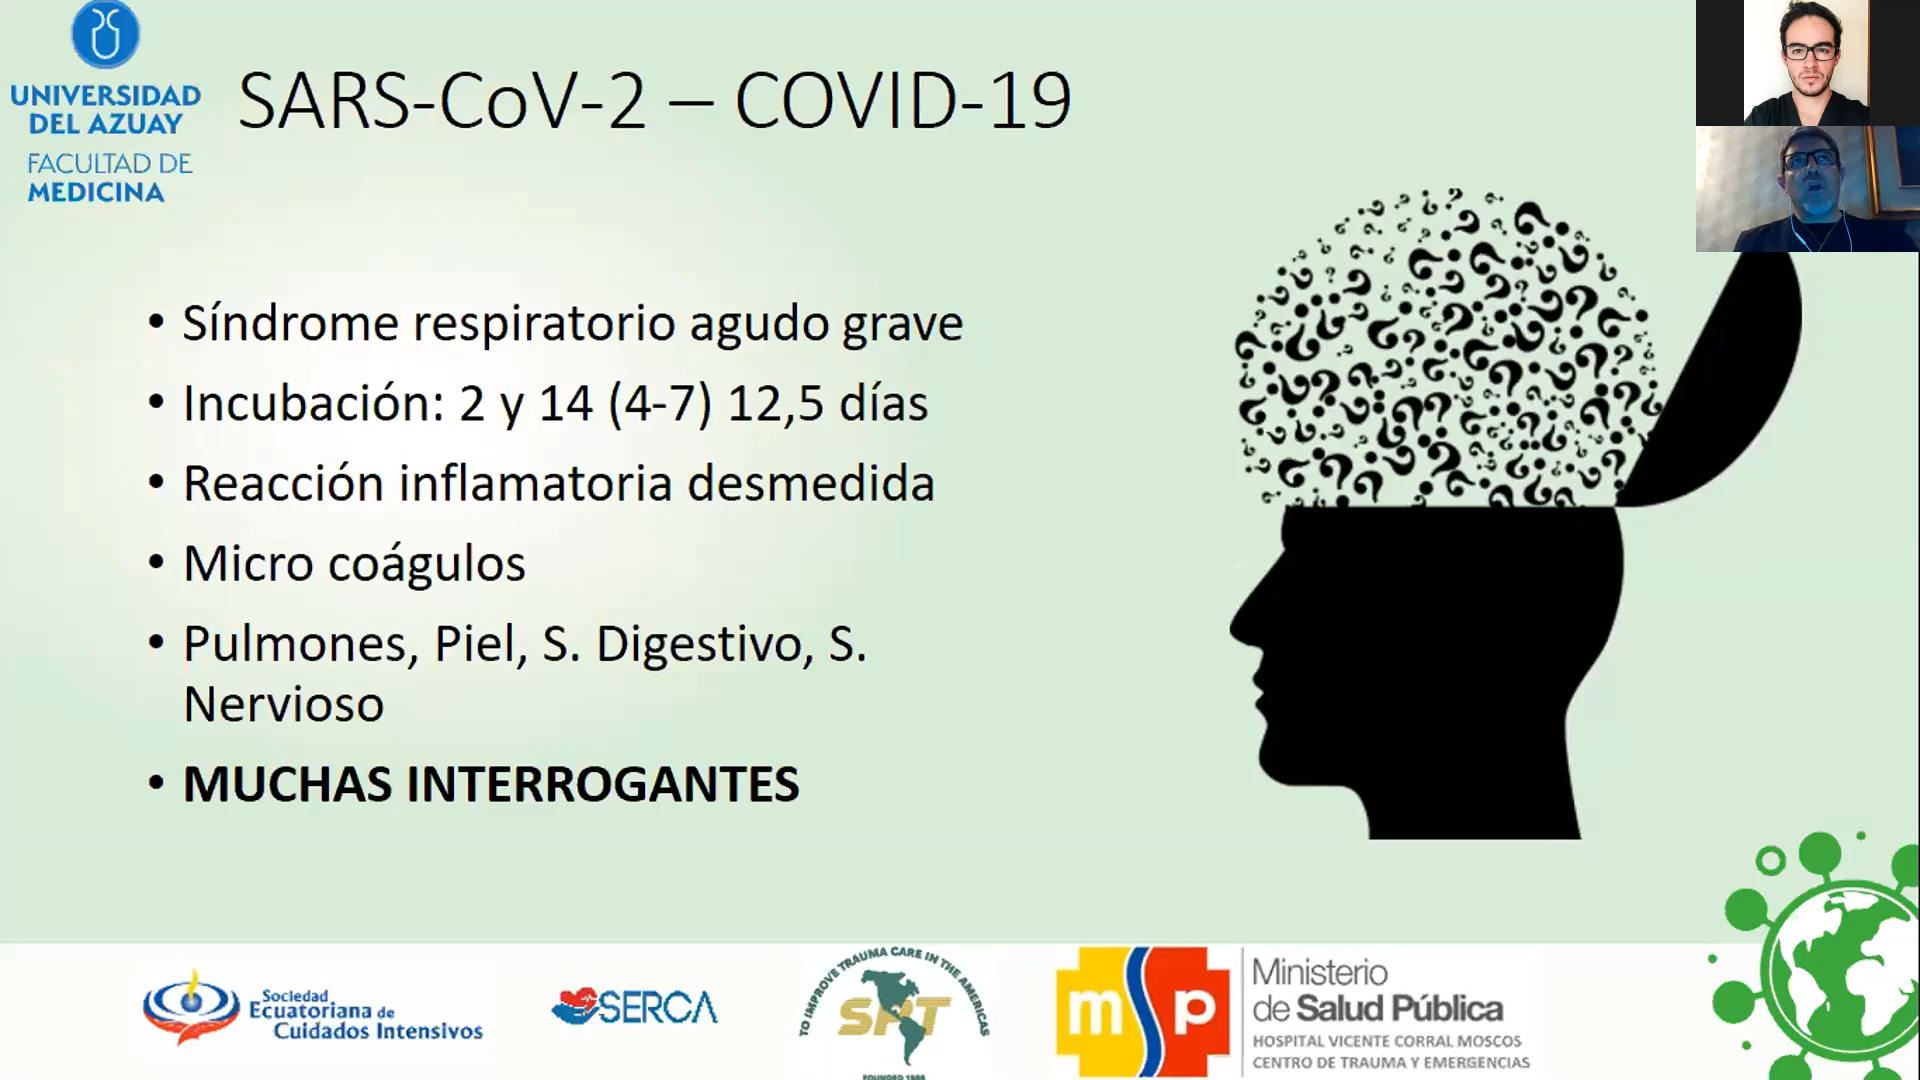 UNIVERSIDAD
DEL AZUAY
FACULTAD DE
MEDICINA
SARS-CoV-2 – COVID-19
• Síndrome respiratorio agudo grave
• Incubación: 2 y 14 (4-7) 12,5 días
• Reacción inflamatoria desmedida
• Micro coágulos
• Pulmones, Piel, S. Digestivo, S.
Nervioso
• MUCHAS INTERROGANTES
Sociedad
Ecuatoriana de
Cuidados Intensivos
SERCA
TO IMPROVE TRAUMA CARE IN THE AMERICAS
SPT
FOUNDED 1986
msp
Ministerio
de Salud Pública
HOSPITAL VICENTE CORRAL MOSCOS
CENTRO DE TRAUMA Y EMERGENCIAS